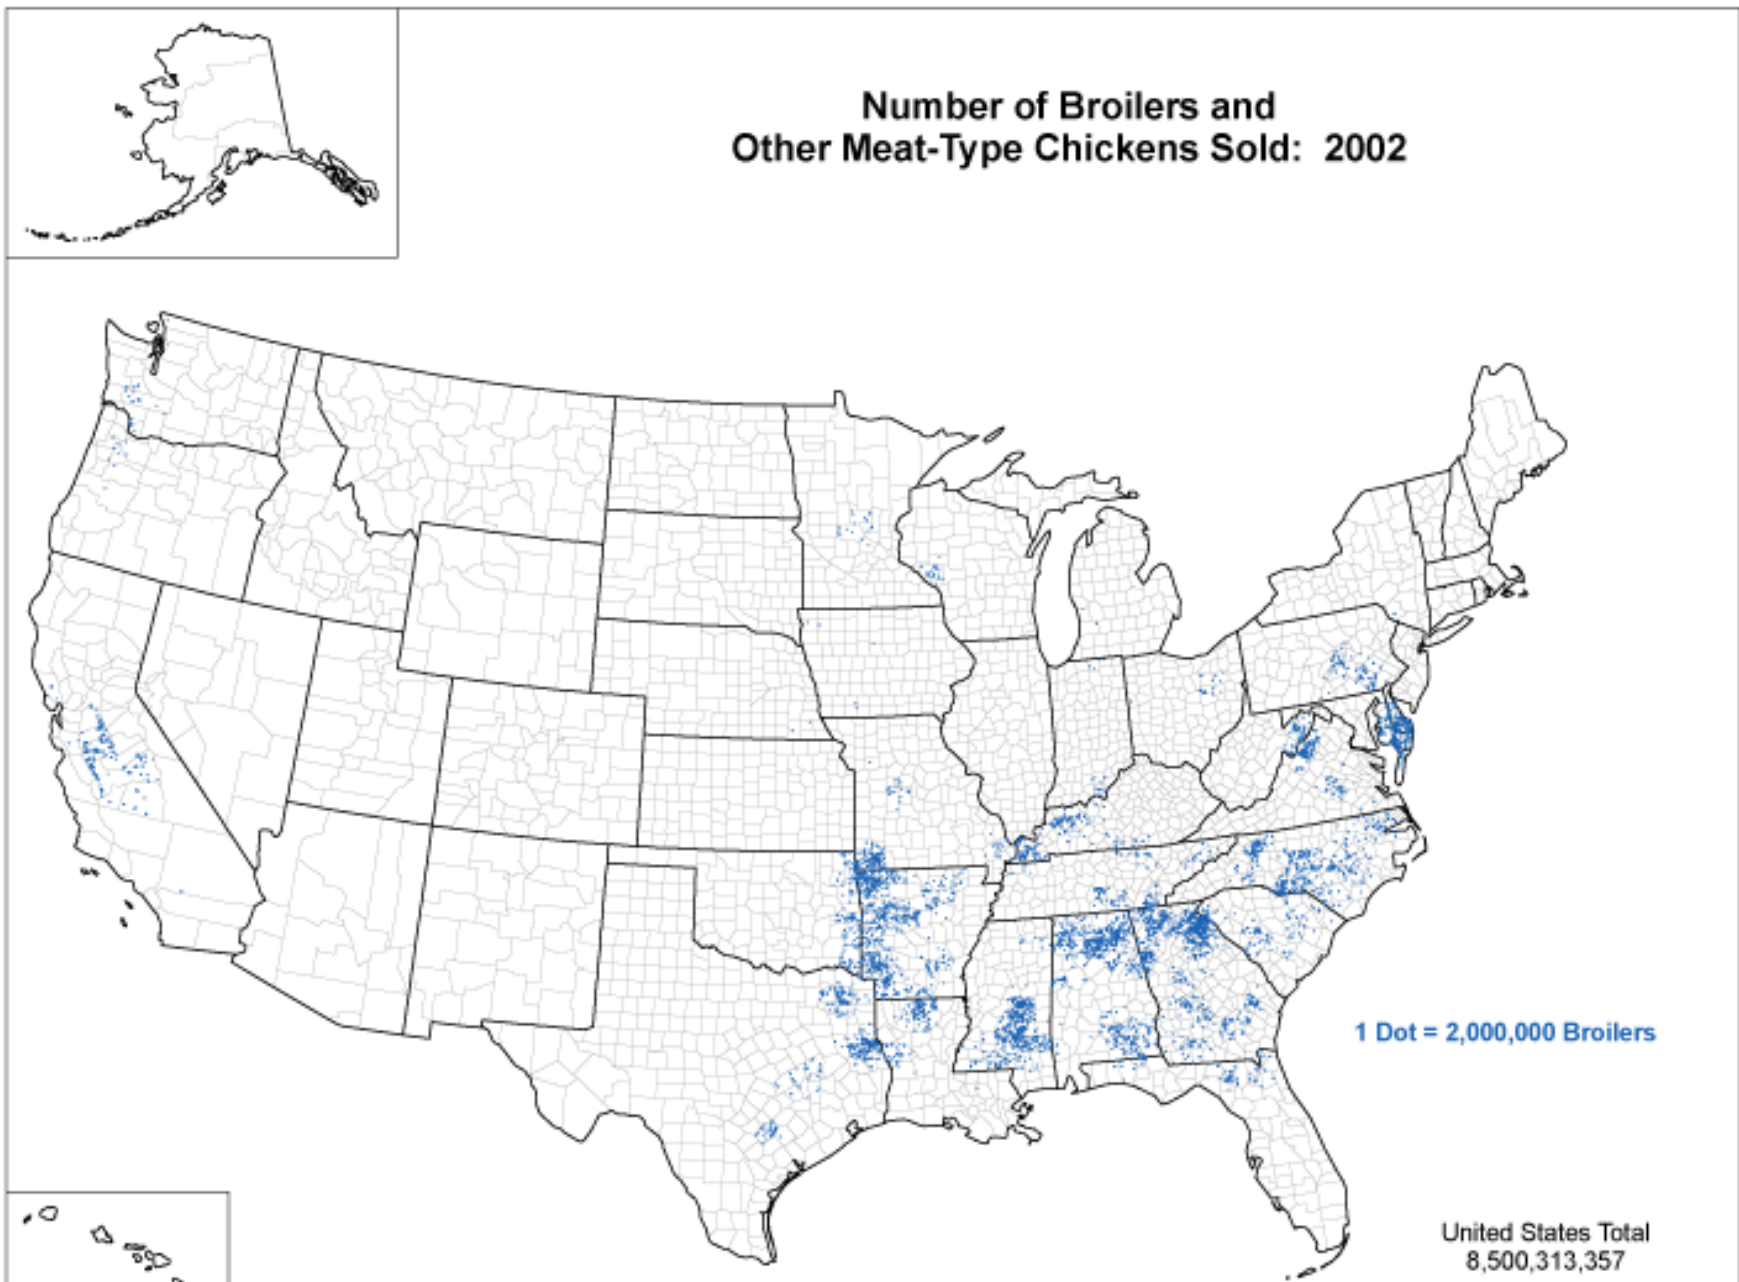 Number of Broilers and
Other Meat-Type Chickens Sold: 2002
1 Dot = 2,000,000 Broilers
United States Total
8,500,313,357